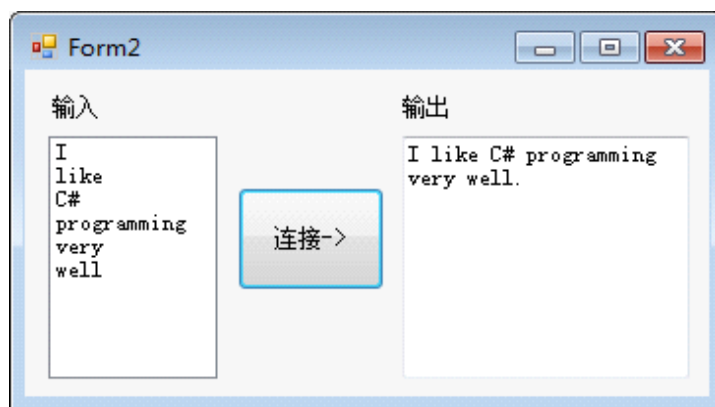 Form2
输入
输出
I
like
C#
programming
very
well
连接->
I like C# programming
very well.